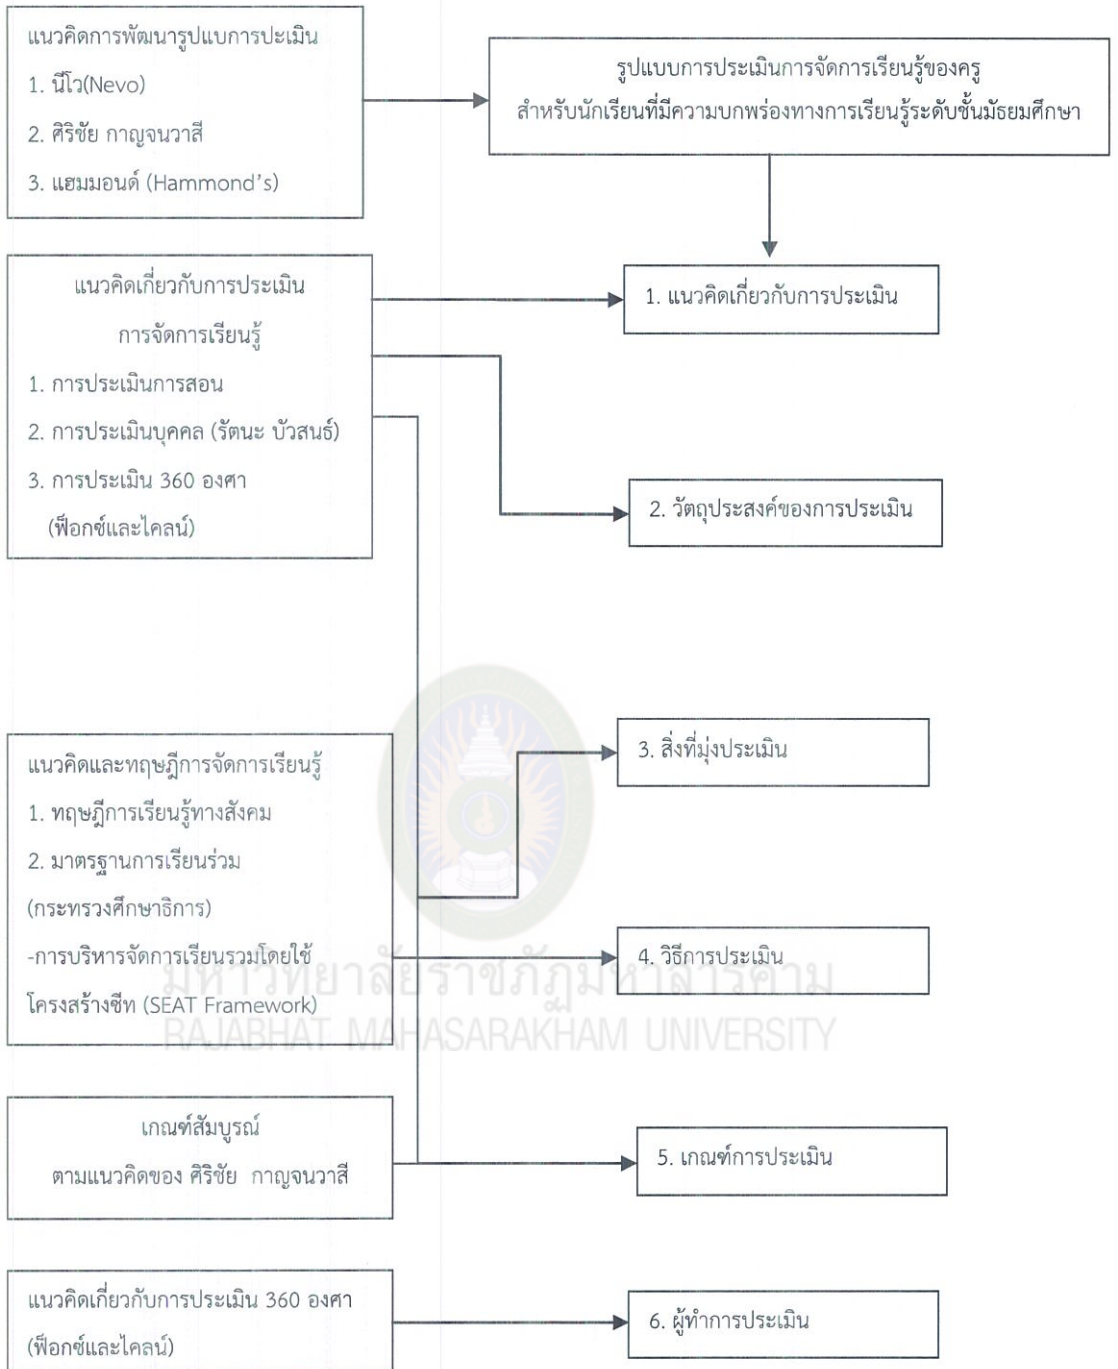 แนวคิดการพัฒนารูปแบบการปะเมิน
1. นีโว(Nevo)
2. ศิริชัย กาญจนวาสี
3. แฮมมอนด์ (Hammond's)
รูปแบบการประเมินการจัดการเรียนรู้ของครู
สำหรับนักเรียนที่มีความบกพร่องทางการเรียนรู้ระดับชั้นมัธยมศึกษา
แนวคิดเกี่ยวกับการประเมิน
การจัดการเรียนรู้
1. การประเมินการสอน
2. การประเมินบุคคล (รัตนะ บัวสนธ์)
3. การประเมิน 360 องศา
(ฟ็อกซ์และไคลน์)
1. แนวคิดเกี่ยวกับการประเมิน
2. วัตถุประสงค์ของการประเมิน
แนวคิดและทฤษฎีการจัดการเรียนรู้
1. ทฤษฎีการเรียนรู้ทางสังคม
2. มาตรฐานการเรียนร่วม
(กระทรวงศึกษาธิการ)
-การบริหารจัดการเรียนรวมโดยใช้
โครงสร้างซีท (SEAT Framework)
3. สิ่งที่มุ่งประเมิน
4. วิธีการประเมิน
มหาวิทยาลัยราชภัฏมหาสารคาม
RAJABHAT MAHASARAKHAM UNIVERSITY
เกณฑ์สัมบูรณ์
ตามแนวคิดของ ศิริชัย กาญจนวาสี
5. เกณฑ์การประเมิน
แนวคิดเกี่ยวกับการประเมิน 360 องศา
(ฟ็อกซ์และไคลน์)
6. ผู้ทำการประเมิน